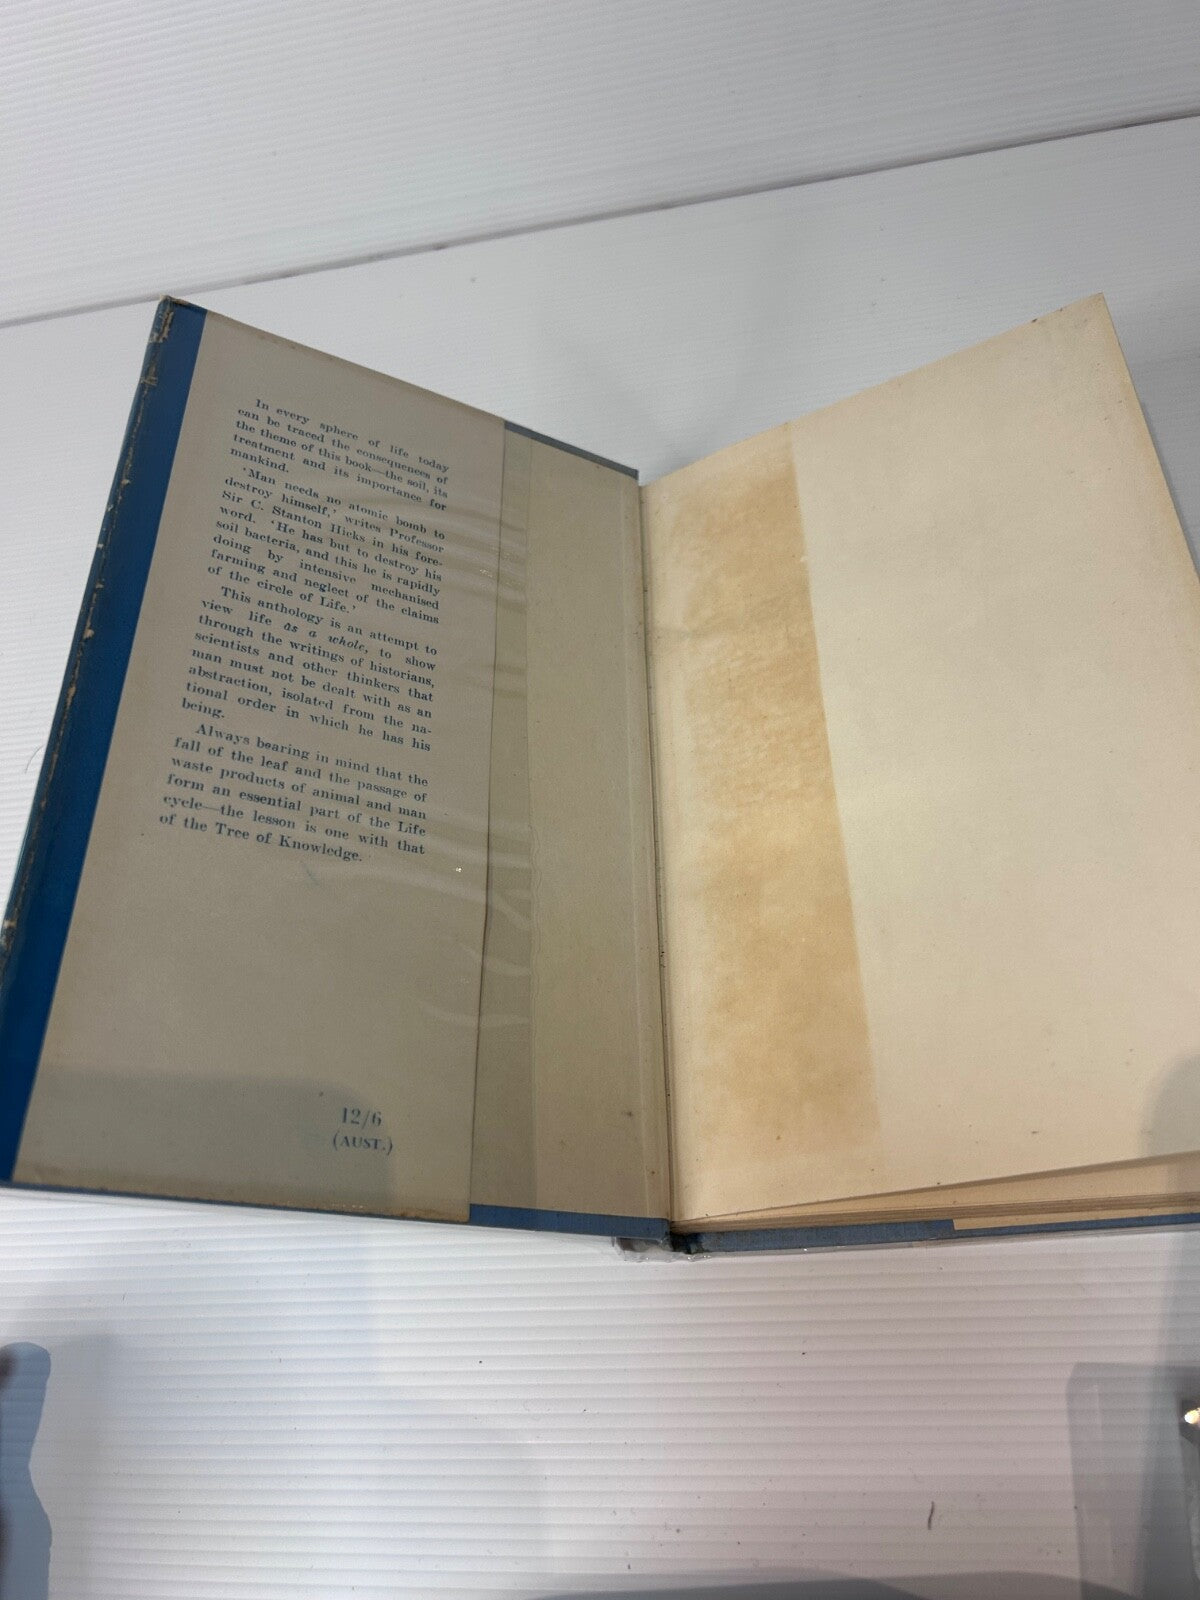 In every sphere of life today
can be traced the consequences of
the theme of this book—the soil, its
treatment and its importance for
mankind.
'Man needs no atomic bomb to
destroy himself,' writes Professor
Sir C. Stanton Hicks in his fore-
word. 'He has but to destroy his
soil bacteria, and this he is rapidly
doing by intensive mechanised
farming and neglect of the claims
of the circle of Life.'
This anthology is an attempt to
view life as a whole, to show
through the writings of historians,
scientists and other thinkers that
man must not be dealt with as an
abstraction, isolated from the na-
tional order in which he has his
being.
Always bearing in mind that the
fall of the leaf and the passage of
waste products of animal and man
form an essential part of the Life
cycle—the lesson is one with that
of the Tree of Knowledge.
12/6
(AUST.)